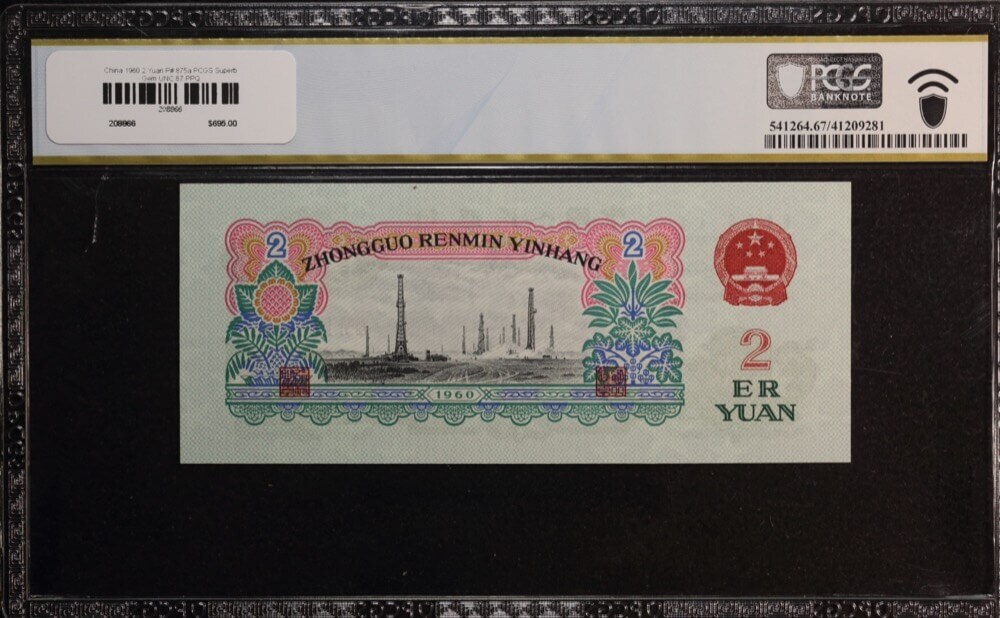 China 1960 2 Yuan P# 875a PCGS Superb
Gem UNC 67 PPQ
208866
208866 $695.00
PCGS
BANKNOTE
541264.67/41209281
2 ZHONGGUO RENMIN YINHANG 2
1960
2
ER
YUAN